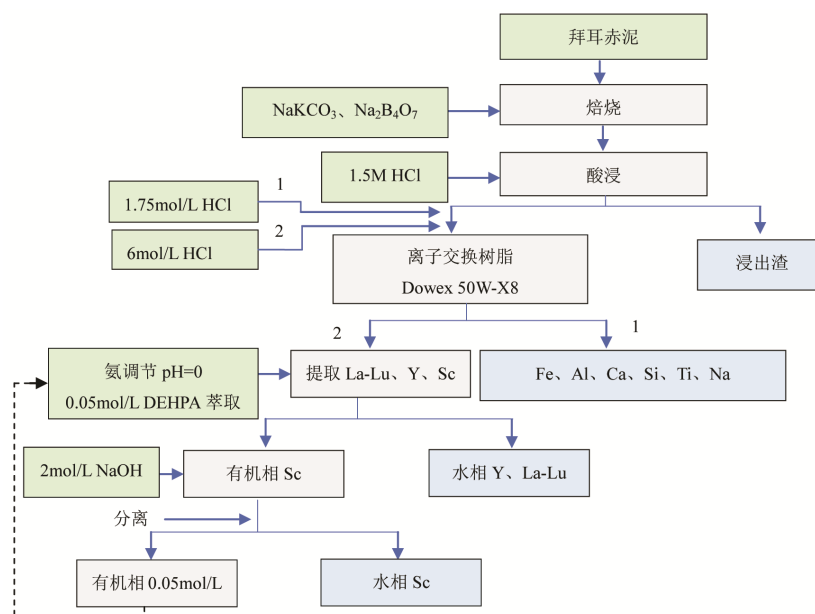 拜耳赤泥
NaKCO₃、Na₂B₄O₇
焙烧
1.5M HCl
酸浸
1.75mol/L HCl
1
2
6mol/L HCl
离子交换树脂
Dowex 50W-X8
浸出渣
2
1
氨调节 pH=0
0.05mol/L DEHPA 萃取
提取 La-Lu、Y、Sc
Fe、Al、Ca、Si、Ti、Na
2mol/L NaOH
有机相 Sc
水相 Y、La-Lu
分离
有机相 0.05mol/L
水相 Sc